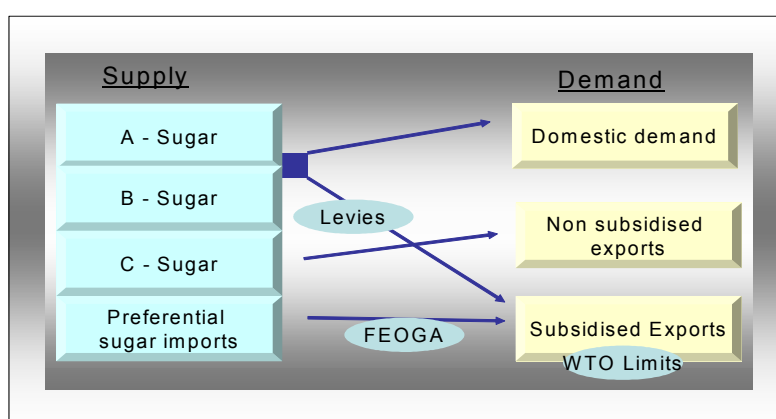 Supply
A - Sugar
B - Sugar
C - Sugar
Preferential
sugar imports
Levies
FEOGA
Demand
Domestic demand
Non subsidised
exports
Subsidised Exports
WTO Limits